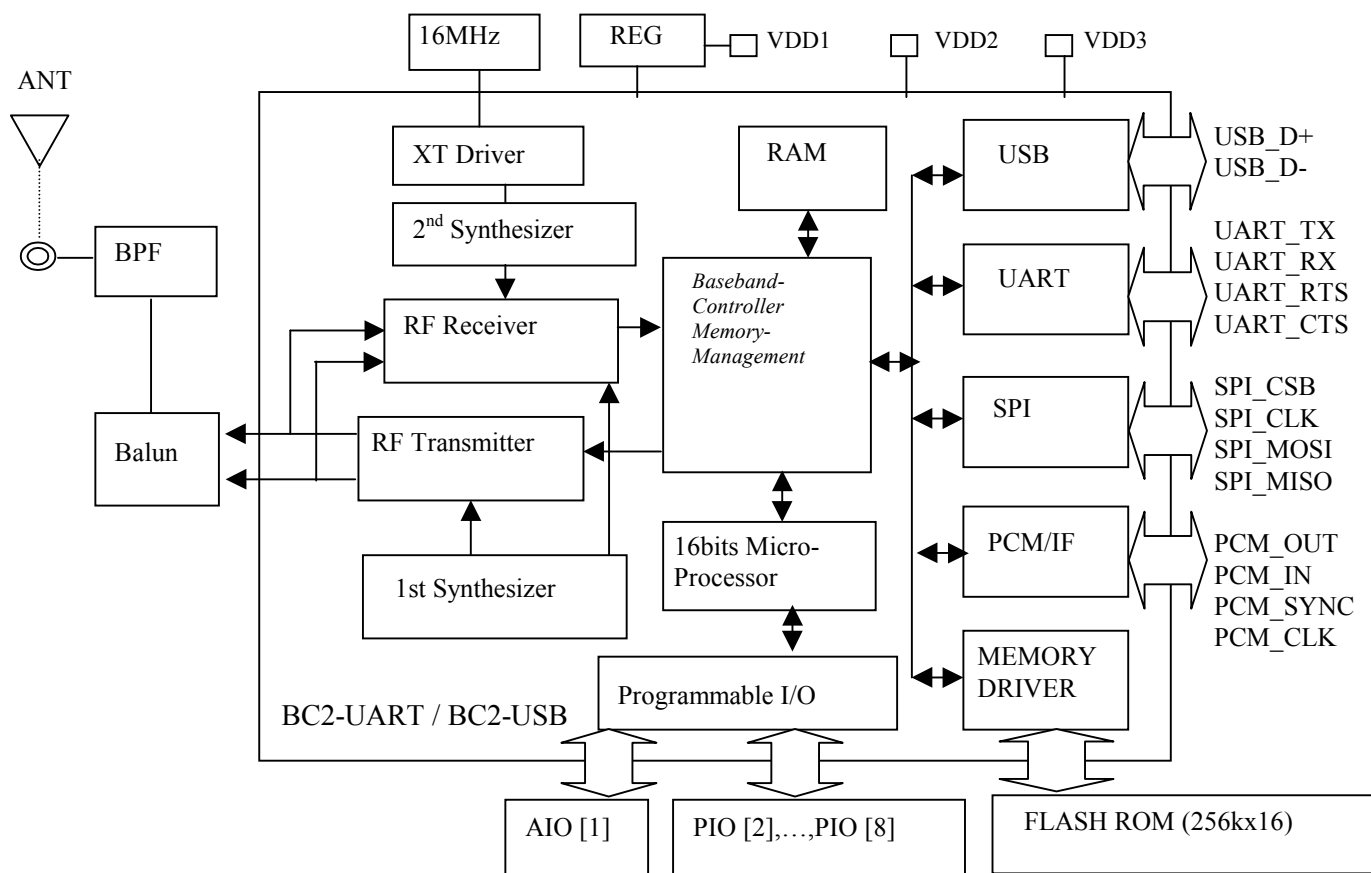 16MHz
REG
VDD1
VDD2
VDD3
ANT
XT Driver
RAM
USB
USB_D+
USB_D-
2nd Synthesizer
BPF
UART
UART_TX
UART_RX
UART_RTS
UART_CTS
Baseband-
Controller
Memory-
Management
RF Receiver
SPI
SPI_CSB
SPI_CLK
SPI_MOSI
SPI_MISO
Balun
RF Transmitter
16bits Micro-
Processor
PCM/IF
PCM_OUT
PCM_IN
PCM_SYNC
PCM_CLK
1st Synthesizer
MEMORY
DRIVER
Programmable I/O
BC2-UART / BC2-USB
AIO [1]
PIO [2],…,PIO [8]
FLASH ROM (256kx16)